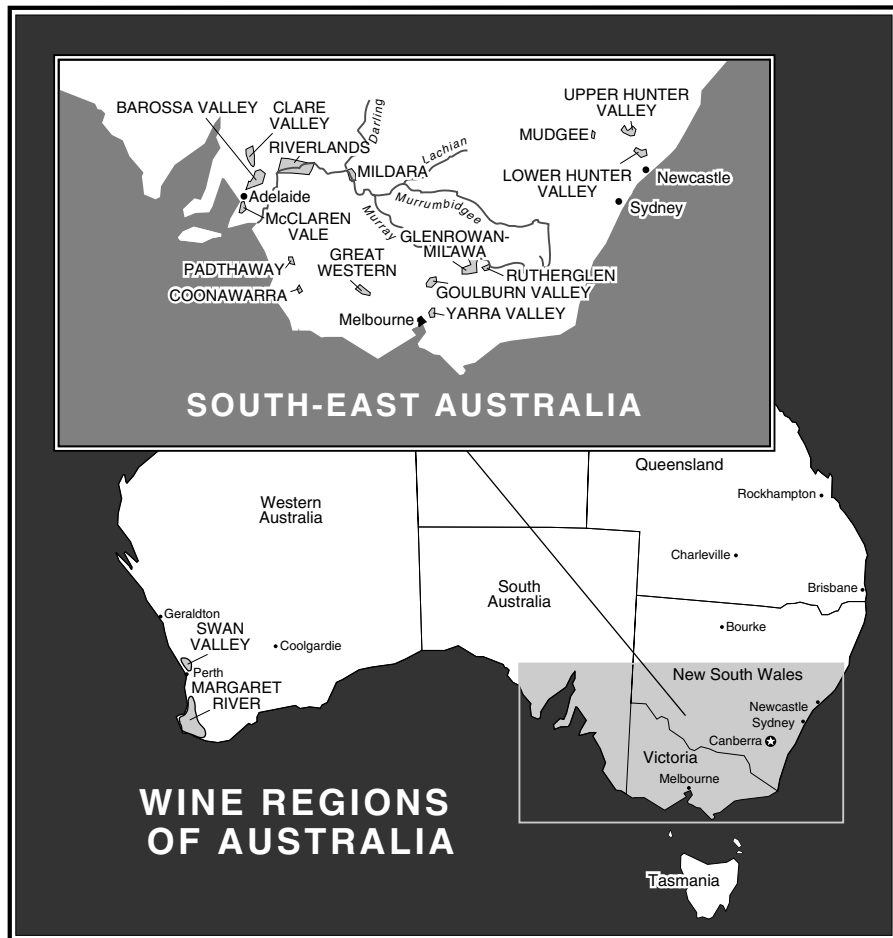 UPPER HUNTER
VALLEY
BAROSSA VALLEY
CLARE
VALLEY
Darling
MUDGEE
RIVERLANDS
Lachlan
MILDARA
LOWER HUNTER
VALLEY
Newcastle
Adelaide
Murrumbidgee
Sydney
McCLAREN
VALE
Murray
GLENROWAN-
MILAWA
PADTHAWAY
GREAT
WESTERN
RUTHERGLEN
COONAWARRA
GOULBURN VALLEY
Melbourne
YARRA VALLEY
SOUTH-EAST AUSTRALIA
Queensland
Western
Australia
Rockhampton
Charleville
South
Australia
Brisbane
Geraldton
Bourke
SWAN
VALLEY
Coolgardie
Perth
MARGARET
RIVER
New South Wales
Newcastle
Sydney
Canberra
Victoria
Melbourne
WINE REGIONS
OF AUSTRALIA
Tasmania